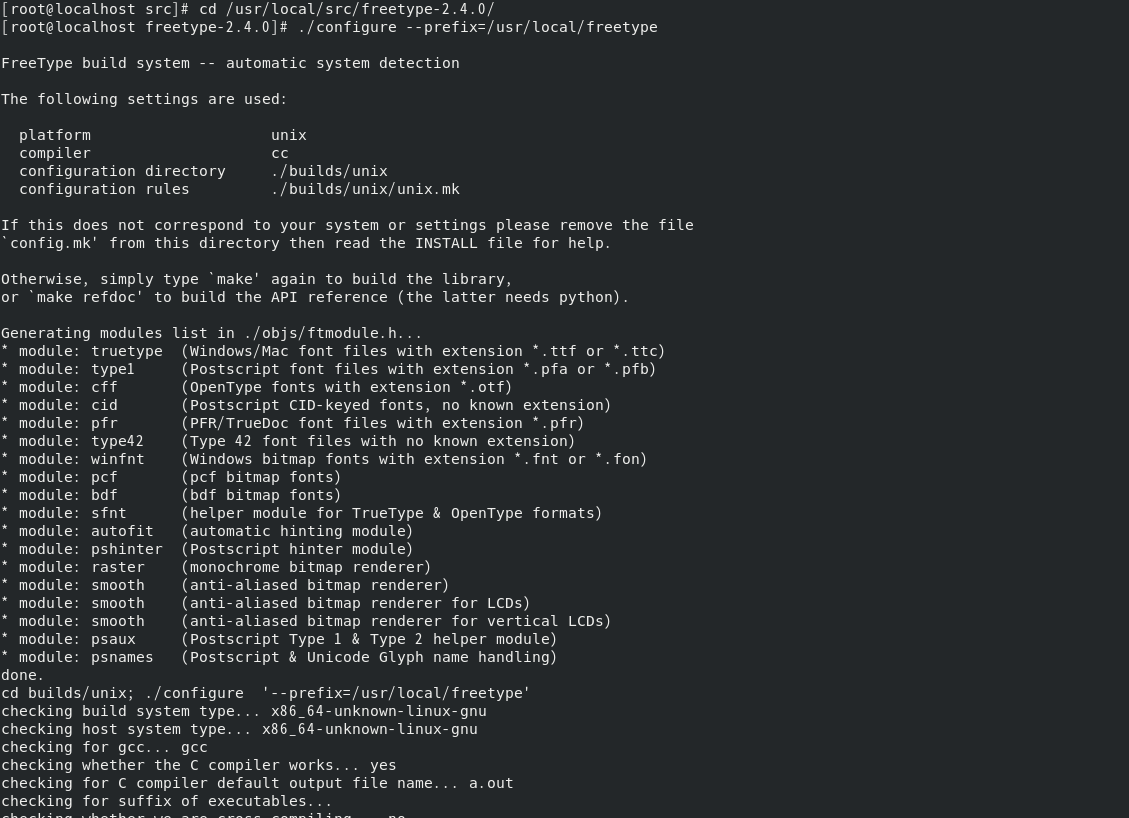 [root@localhost src]# cd /usr/local/src/freetype-2.4.0/
[root@localhost freetype-2.4.0]# ./configure --prefix=/usr/local/freetype
FreeType build system -- automatic system detection
The following settings are used:
platform                    unix
compiler                    cc
configuration directory     ./builds/unix
configuration rules         ./builds/unix/unix.mk
If this does not correspond to your system or settings please remove the file
`config.mk' from this directory then read the INSTALL file for help.
Otherwise, simply type `make' again to build the library,
or `make refdoc' to build the API reference (the latter needs python).
Generating modules list in ./objs/ftmodule.h...
* module: truetype  (Windows/Mac font files with extension *.ttf or *.ttc)
* module: type1     (Postscript font files with extension *.pfa or *.pfb)
* module: cff       (OpenType fonts with extension *.otf)
* module: cid       (Postscript CID-keyed fonts, no known extension)
* module: pfr       (PFR/TrueDoc font files with extension *.pfr)
* module: type42    (Type 42 font files with no known extension)
* module: winfnt    (Windows bitmap fonts with extension *.fnt or *.fon)
* module: pcf       (pcf bitmap fonts)
* module: bdf       (bdf bitmap fonts)
* module: sfnt      (helper module for TrueType & OpenType formats)
* module: autofit   (automatic hinting module)
* module: pshinter  (Postscript hinter module)
* module: raster    (monochrome bitmap renderer)
* module: smooth    (anti-aliased bitmap renderer)
* module: smooth    (anti-aliased bitmap renderer for LCDs)
* module: smooth    (anti-aliased bitmap renderer for vertical LCDs)
* module: psaux     (Postscript Type 1 & Type 2 helper module)
* module: psnames   (Postscript & Unicode Glyph name handling)
done.
cd builds/unix; ./configure  '--prefix=/usr/local/freetype'
checking build system type... x86_64-unknown-linux-gnu
checking host system type... x86_64-unknown-linux-gnu
checking for gcc... gcc
checking whether the C compiler works... yes
checking for C compiler default output file name... a.out
checking for suffix of executables...
checking whether we are cross compiling... no